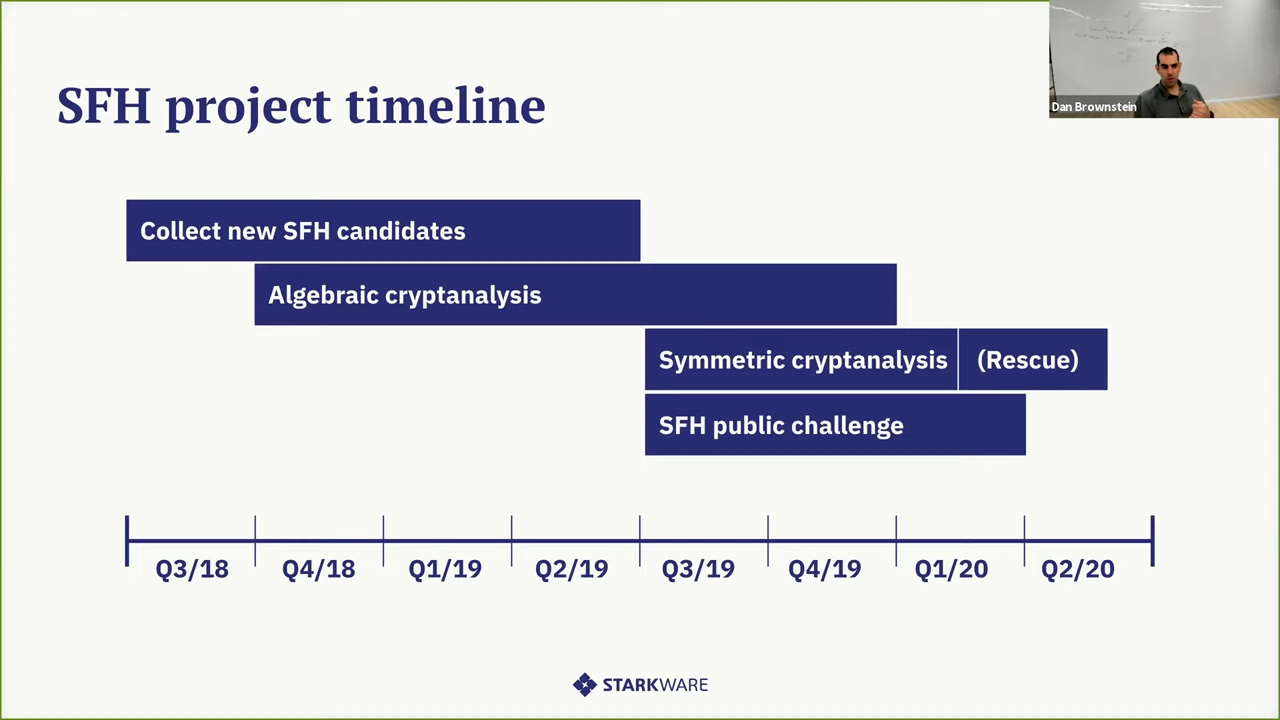 SFH project timeline
Dan Brownstein
Collect new SFH candidates
Algebraic cryptanalysis
Symmetric cryptanalysis (Rescue)
SFH public challenge
Q3/18 Q4/18 Q1/19 Q2/19 Q3/19 Q4/19 Q1/20 Q2/20
STARKWARE